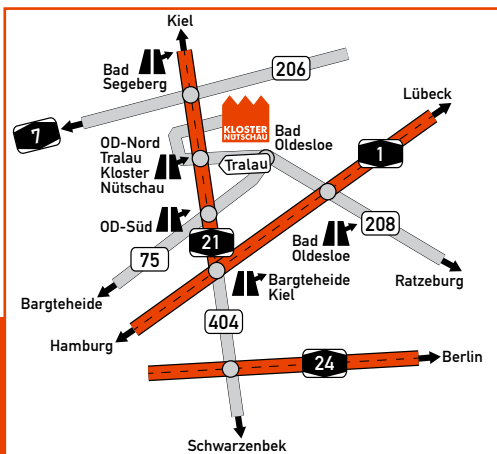 Kiel
Bad
Segeberg
206
7
Lübeck
KLOSTER
NÜTSCHAU
Bad
Oldesloe
1
OD-Nord
Tralau
Kloster
Nütschau
Tralau
OD-Süd
21
75
Bad
Oldesloe
208
Bargteheide
Bargteheide
Kiel
Ratzeburg
404
Hamburg
24
Berlin
Schwarzenbek